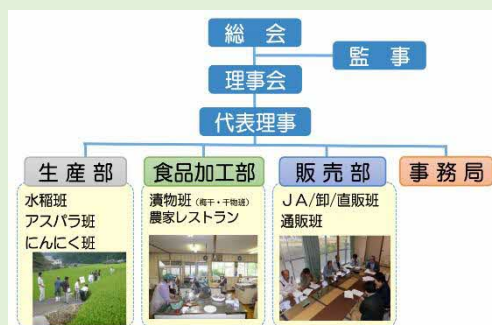 総会
監事
理事会
代表理事
生産部
水稲班
アスパラ班
にんにく班
食品加工部
漬物班（梅干・干物班）
農家レストラン
販売部
ＪＡ/卸/直販班
通販班
事務局